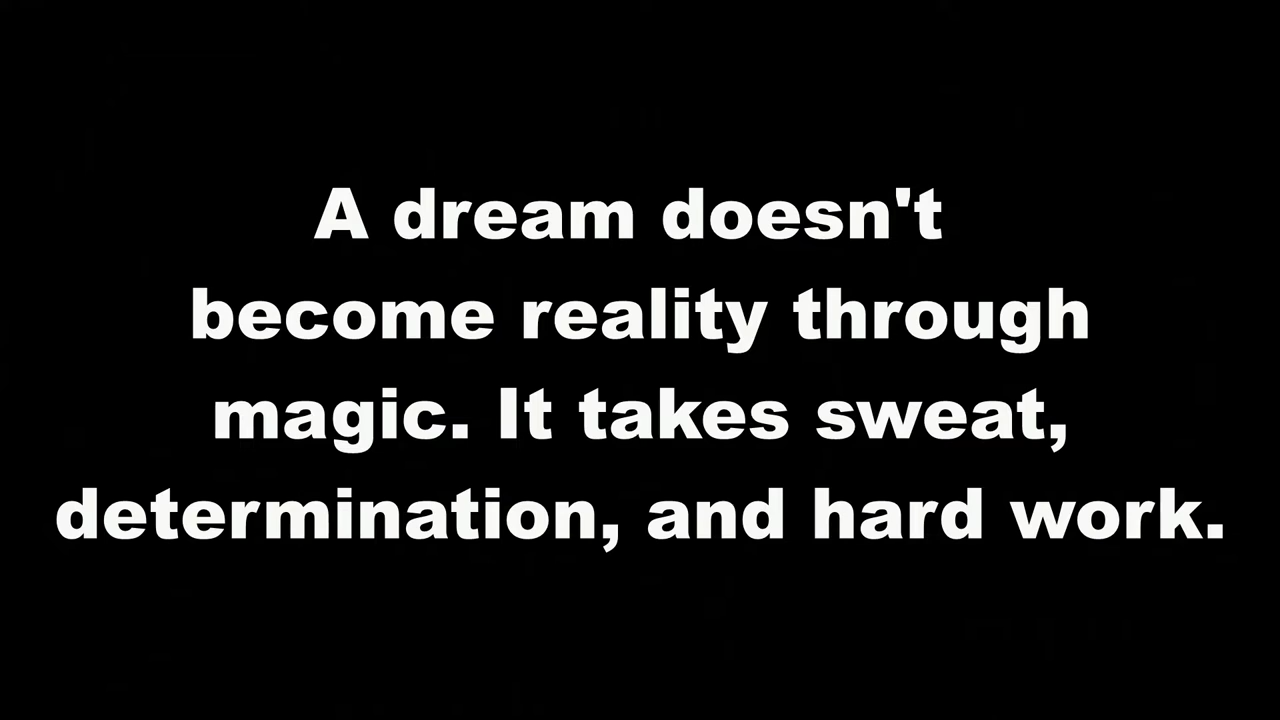 A dream doesn't
become reality through
magic. It takes sweat,
determination, and hard work.